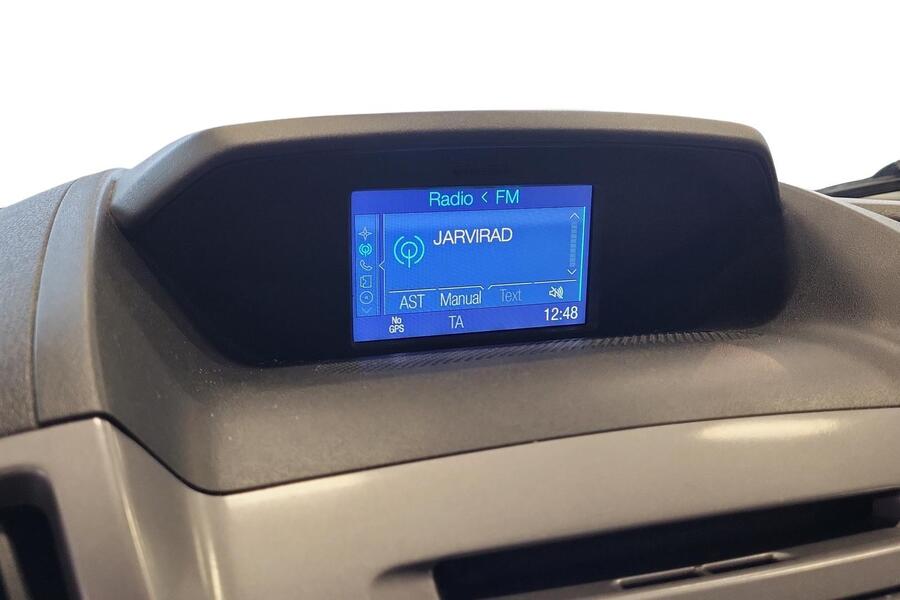 Radio < FM
JARVIRAD
AST Manual Text
No
GPS
TA
12:48